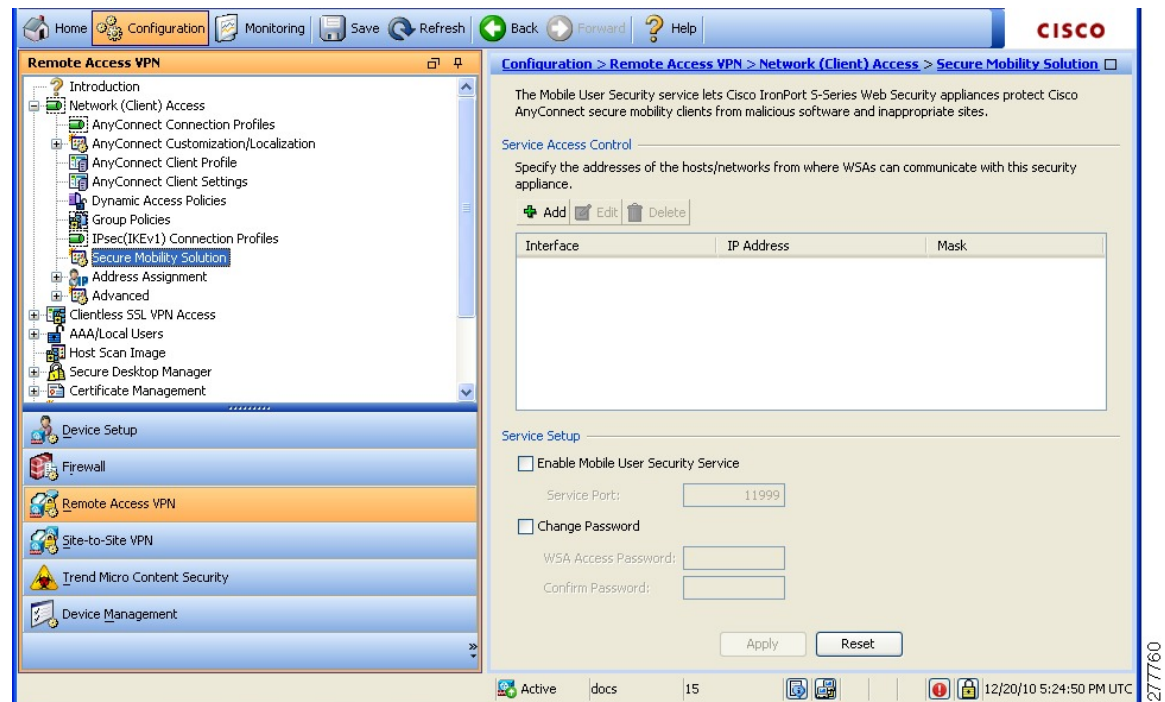 Home Configuration Monitoring Save Refresh Back Forward Help
CISCO
Remote Access VPN
Introduction
Network (Client) Access
AnyConnect Connection Profiles
AnyConnect Customization/Localization
AnyConnect Client Profile
AnyConnect Client Settings
Dynamic Access Policies
Group Policies
IPsec(IKEv1) Connection Profiles
Secure Mobility Solution
Address Assignment
Advanced
Clientless SSL VPN Access
AAA/Local Users
Host Scan Image
Secure Desktop Manager
Certificate Management
Device Setup
Firewall
Remote Access VPN
Site-to-Site VPN
Trend Micro Content Security
Device Management
Configuration > Remote Access VPN > Network (Client) Access > Secure Mobility Solution
The Mobile User Security service lets Cisco IronPort S-Series Web Security appliances protect Cisco
AnyConnect secure mobility clients from malicious software and inappropriate sites.
Service Access Control
Specify the addresses of the hosts/networks from where WSAs can communicate with this security
appliance.
Add Edit Delete
Interface IP Address Mask
Service Setup
Enable Mobile User Security Service
Service Port: 11999
Change Password
WSA Access Password:
Confirm Password:
Apply Reset
Active docs 15 12/20/10 5:24:50 PM UTC
277760